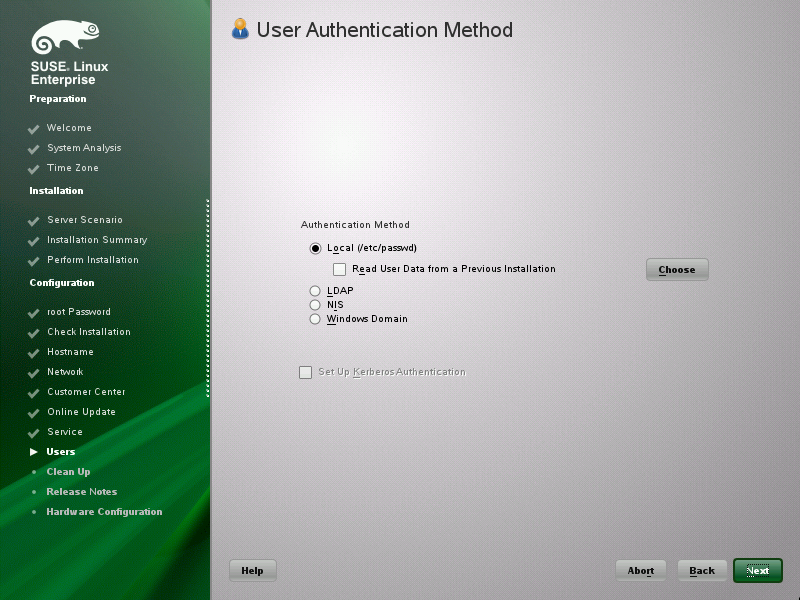 SUSE. Linux
Enterprise
Preparation
Welcome
System Analysis
Time Zone
Installation
Server Scenario
Installation Summary
Perform Installation
Configuration
root Password
Check Installation
Hostname
Network
Customer Center
Online Update
Service
Users
Clean Up
Release Notes
Hardware Configuration
User Authentication Method
Authentication Method
Local (/etc/passwd)
Read User Data from a Previous Installation
Choose
LDAP
NIS
Windows Domain
Set Up Kerberos Authentication
Help
Abort
Back
Next